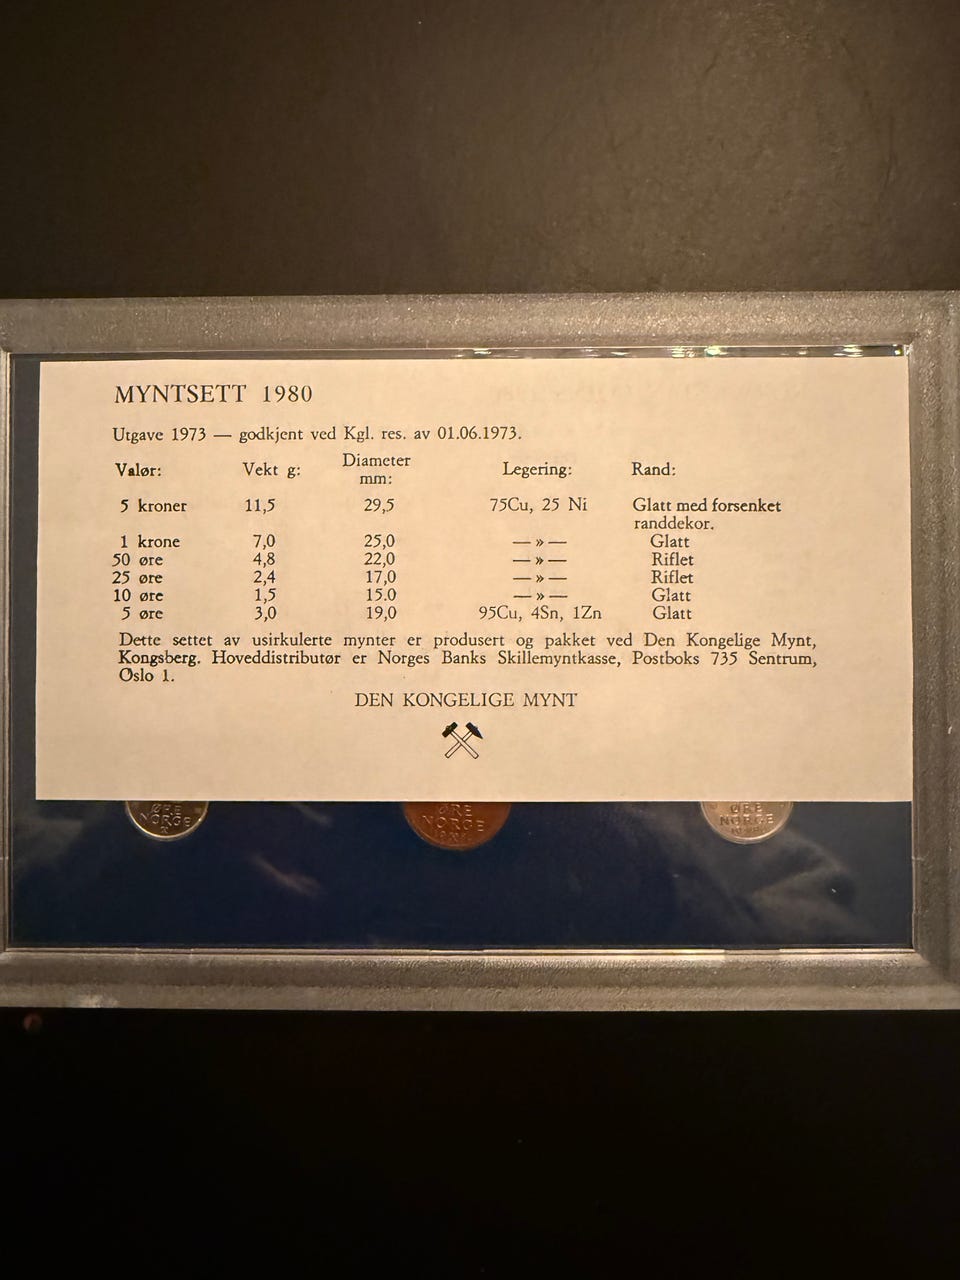 MYNTSETT 1980
Utgave 1973 — godkjent ved Kgl. res. av 01.06.1973.
Valør: Vekt g: Diameter mm: Legering: Rand:
5 kroner 11,5 29,5 75Cu, 25 Ni Glatt med forsenket randdekor.
1 krone 7,0 25,0 — » — Glatt
50 øre 4,8 22,0 — » — Riflet
25 øre 2,4 17,0 — » — Riflet
10 øre 1,5 15.0 — » — Glatt
5 øre 3,0 19,0 95Cu, 4Sn, 1Zn Glatt
Dette settet av usirkulerte mynter er produsert og pakket ved Den Kongelige Mynt,
Kongsberg. Hoveddistributør er Norges Banks Skillemyntkasse, Postboks 735 Sentrum,
Oslo 1.
DEN KONGELIGE MYNT
ØRE
NORGE
ØRE
NORGE
ØRE
NORGE